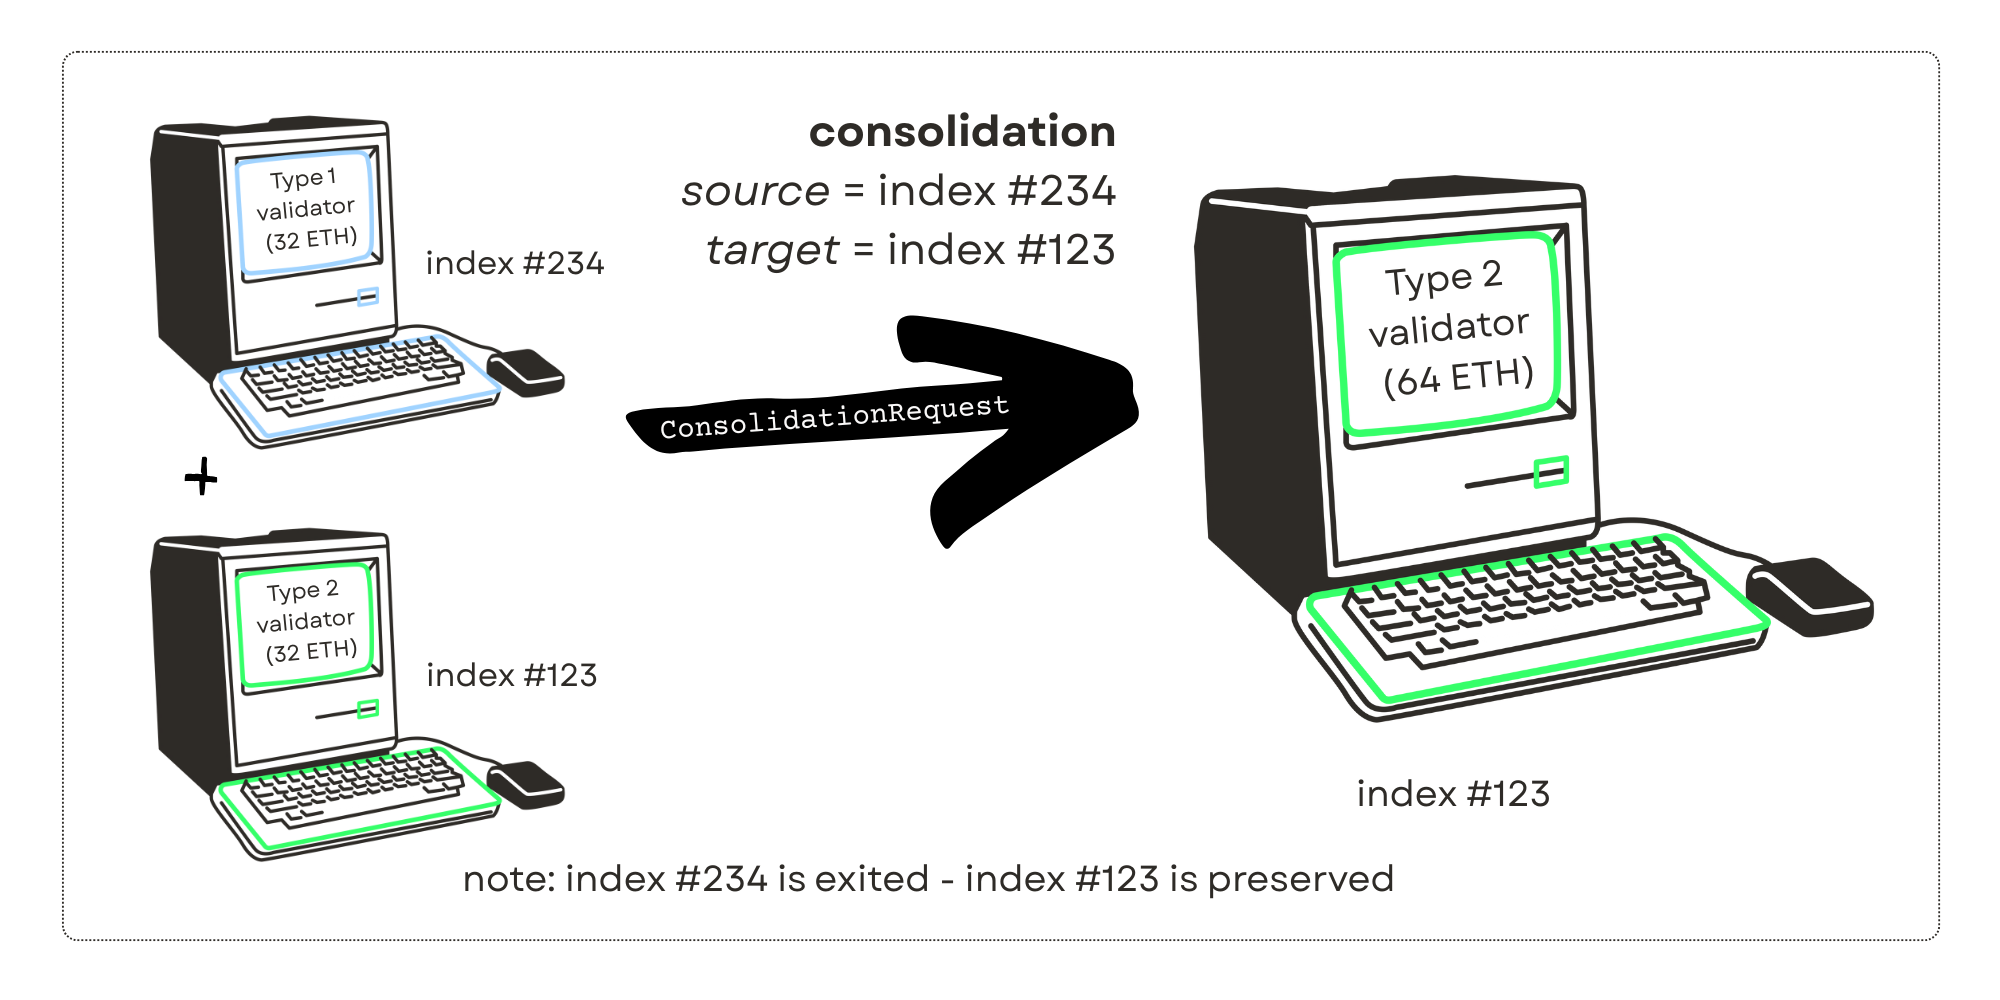 Type 1
validator
(32 ETH)
index #234
+
Type 2
validator
(32 ETH)
index #123
consolidation
source = index #234
target = index #123
ConsolidationRequest
Type 2
validator
(64 ETH)
index #123
note: index #234 is exited - index #123 is preserved